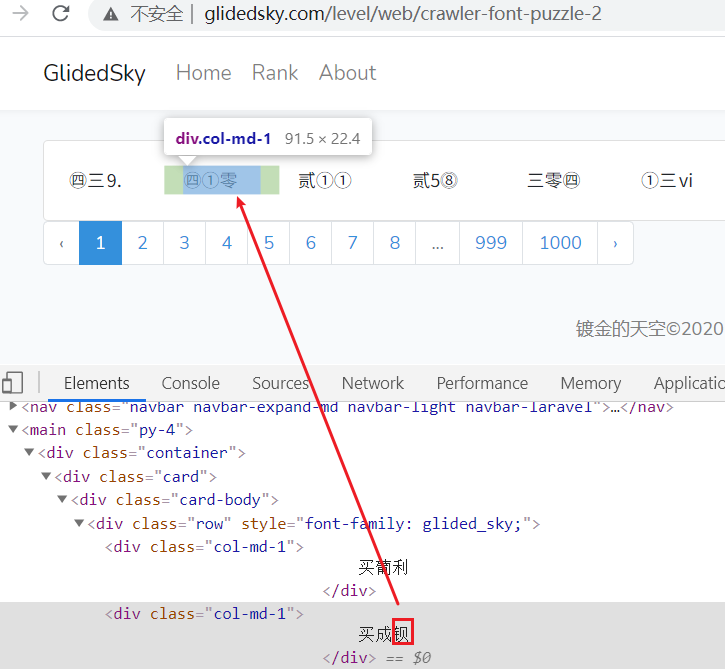 不安全 | glidedsky.com/level/web/crawler-font-puzzle-2
GlidedSky Home Rank About
div.col-md-1 91.5 × 22.4
㊃三9. ㊃①零 贰①① 贰5⑧ 三零㊃ ①三vi
‹ 1 2 3 4 5 6 7 8 ... 999 1000 ›
镀金的天空©2020
Elements Console Sources Network Performance Memory Applicatio
▶<nav class="navbar navbar-expand-md navbar-light navbar-laravel">…</nav>
▼<main class="py-4">
▼<div class="container">
▼<div class="card">
▼<div class="card-body">
▼<div class="row" style="font-family: glided_sky;">
<div class="col-md-1">
买葡利
</div>
<div class="col-md-1">
买成钡
</div> == $0